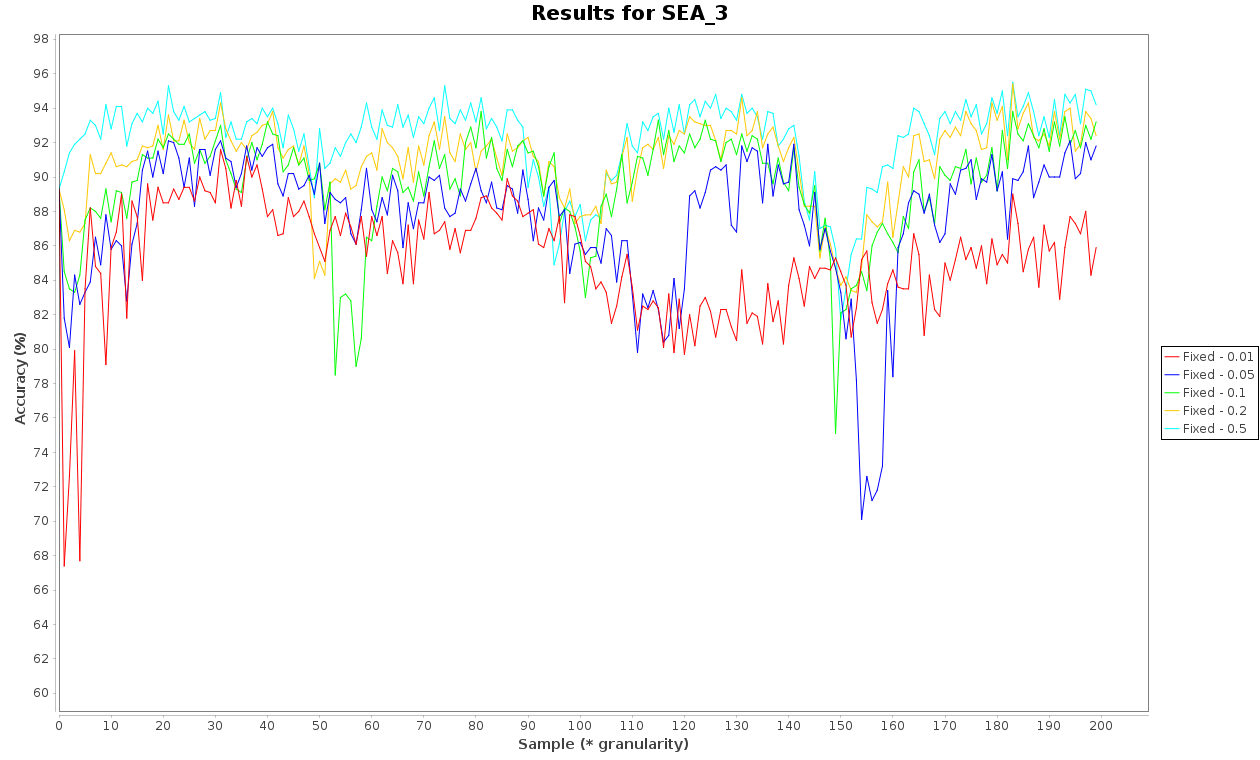 Results for SEA_3
98
96
94
92
90
88
86
84
82
80
78
76
74
72
70
68
66
64
62
60
Accuracy (%)
0 10 20 30 40 50 60 70 80 90 100 110 120 130 140 150 160 170 180 190 200
Sample (* granularity)
Fixed - 0.01
Fixed - 0.05
Fixed - 0.1
Fixed - 0.2
Fixed - 0.5